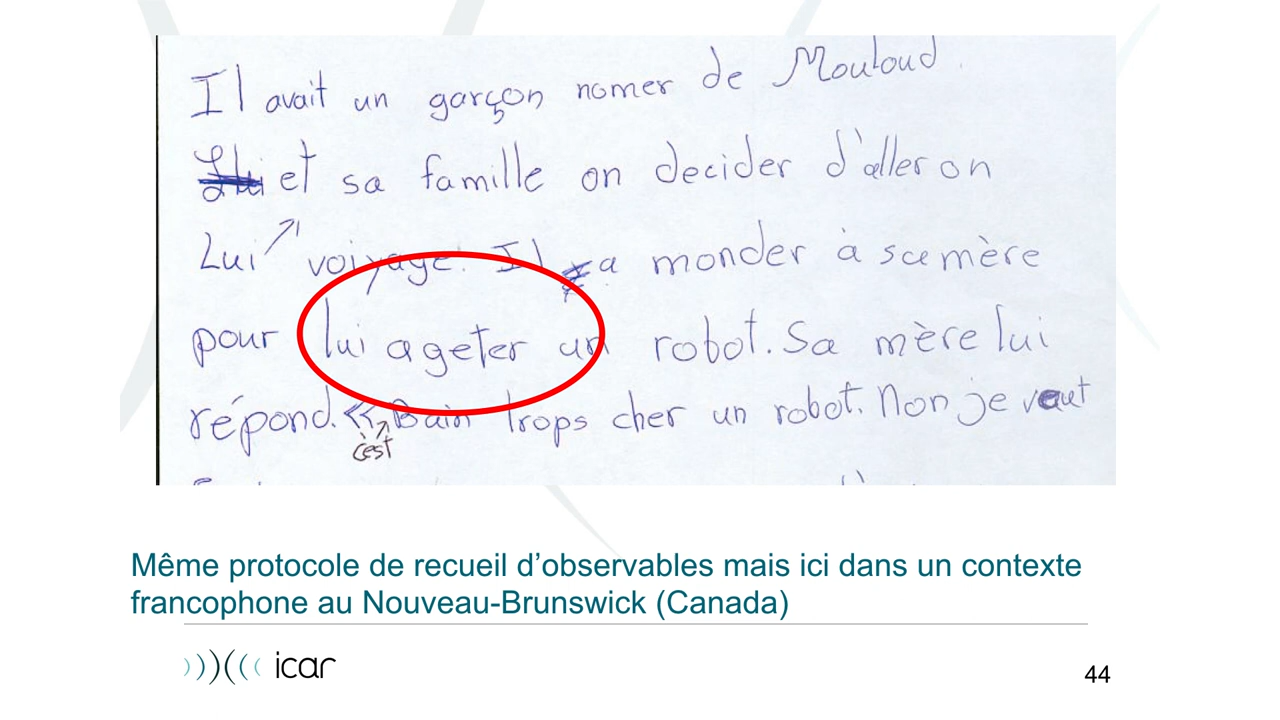 Il avait un garçon nomer de Mouloud.
et sa famille on decider d'aller on
Lui voiyage. Il a monder à sa mère
pour lui ageter un robot. Sa mère lui
répond. << Bain trops cher un robot. Non je veut
c'est
Même protocole de recueil d’observables mais ici dans un contexte
francophone au Nouveau-Brunswick (Canada)
)))((( icar
44